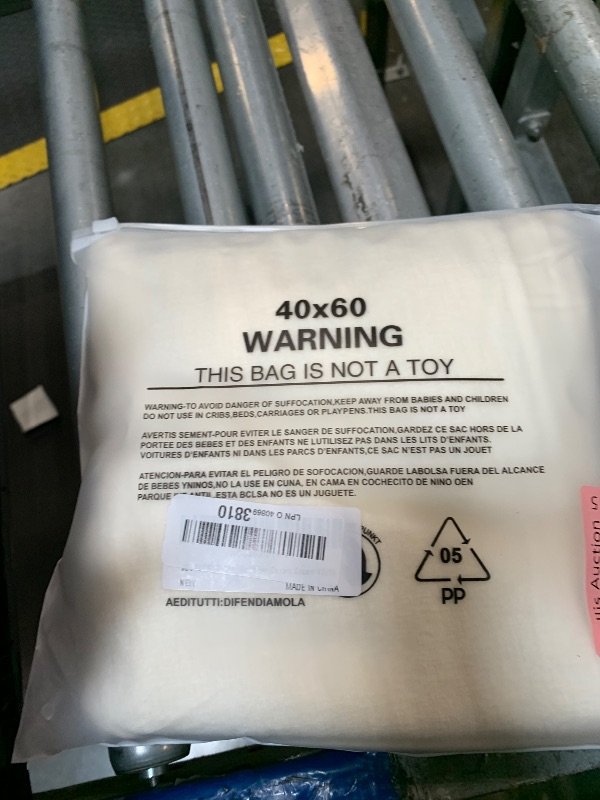 40x60
WARNING
THIS BAG IS NOT A TOY
WARNING-TO AVOID DANGER OF SUFFOCATION,KEEP AWAY FROM BABIES AND CHILDREN
DO NOT USE IN CRIBS,BEDS,CARRIAGES OR PLAYPENS.THIS BAG IS NOT A TOY
AVERTIS SEMENT-POUR EVITER LE SANGER DE SUFFOCATION,GARDEZ CE SAC HORS DE LA
PORTEE DES BEBES ET DES ENFANTS NE LUTILISEZ PAS DANS LES LITS D'ENFANTS.
VOITURES D'ENFANTS NI DANS LES PARCS D'ENFANTS,CE SAC N'EST PAS UN JOUET
ATENCION-PARA EVITAR EL PELIGRO DE SOFOCACION,GUARDE LABOLSA FUERA DEL ALCANCE
DE BEBES YNINOS,NO LA USE EN CUNA, EN CAMA EN COCHECITO DE NINO OEN
PARQUE ESTA BCLSA NO ES UN JUGUETE.
LPN O 40869 3810
PUNKT
05
PP
MADE IN
AEDITUTTI:DIFENDIAMOLA
Auction